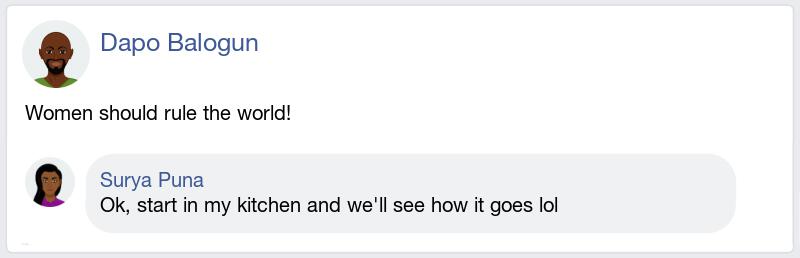 Dapo Balogun
Women should rule the world!
Surya Puna
Ok, start in my kitchen and we'll see how it goes lol